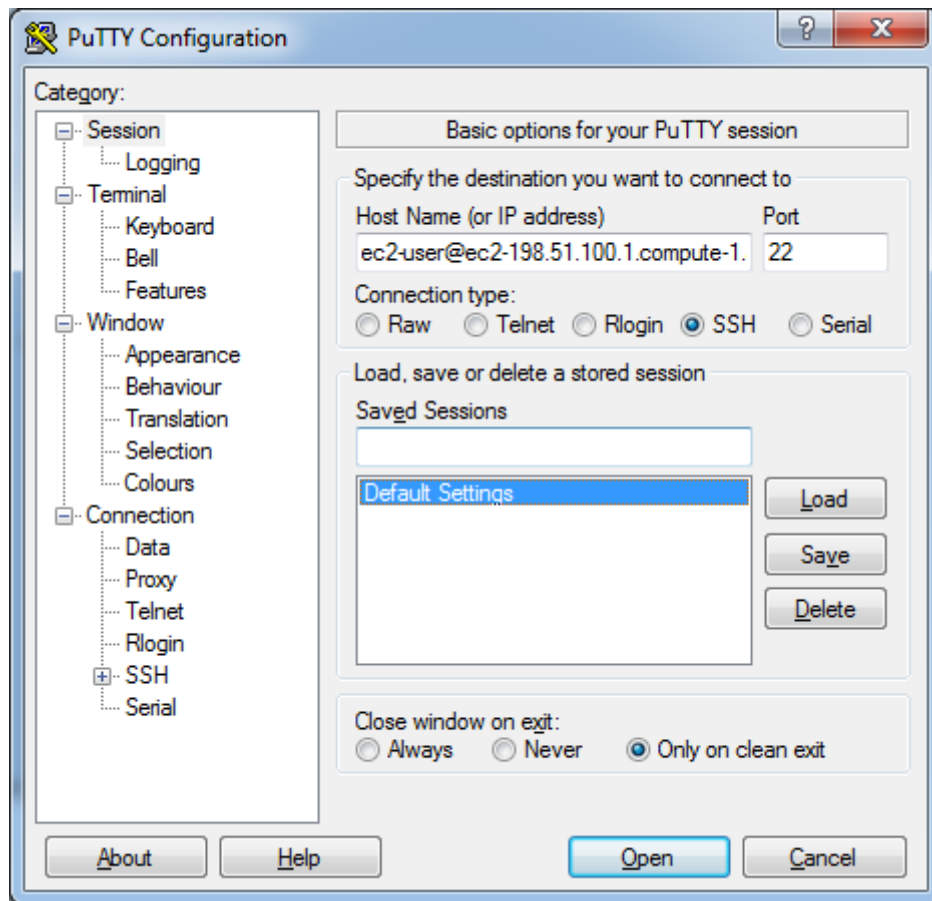 PuTTY Configuration
Category:
Session
Logging
Terminal
Keyboard
Bell
Features
Window
Appearance
Behaviour
Translation
Selection
Colours
Connection
Data
Proxy
Telnet
Rlogin
SSH
Serial
Basic options for your PuTTY session
Specify the destination you want to connect to
Host Name (or IP address) Port
ec2-user@ec2-198.51.100.1.compute-1. 22
Connection type:
Raw Telnet Rlogin SSH Serial
Load, save or delete a stored session
Saved Sessions
Default Settings
Load
Save
Delete
Close window on exit:
Always Never Only on clean exit
About Help Open Cancel